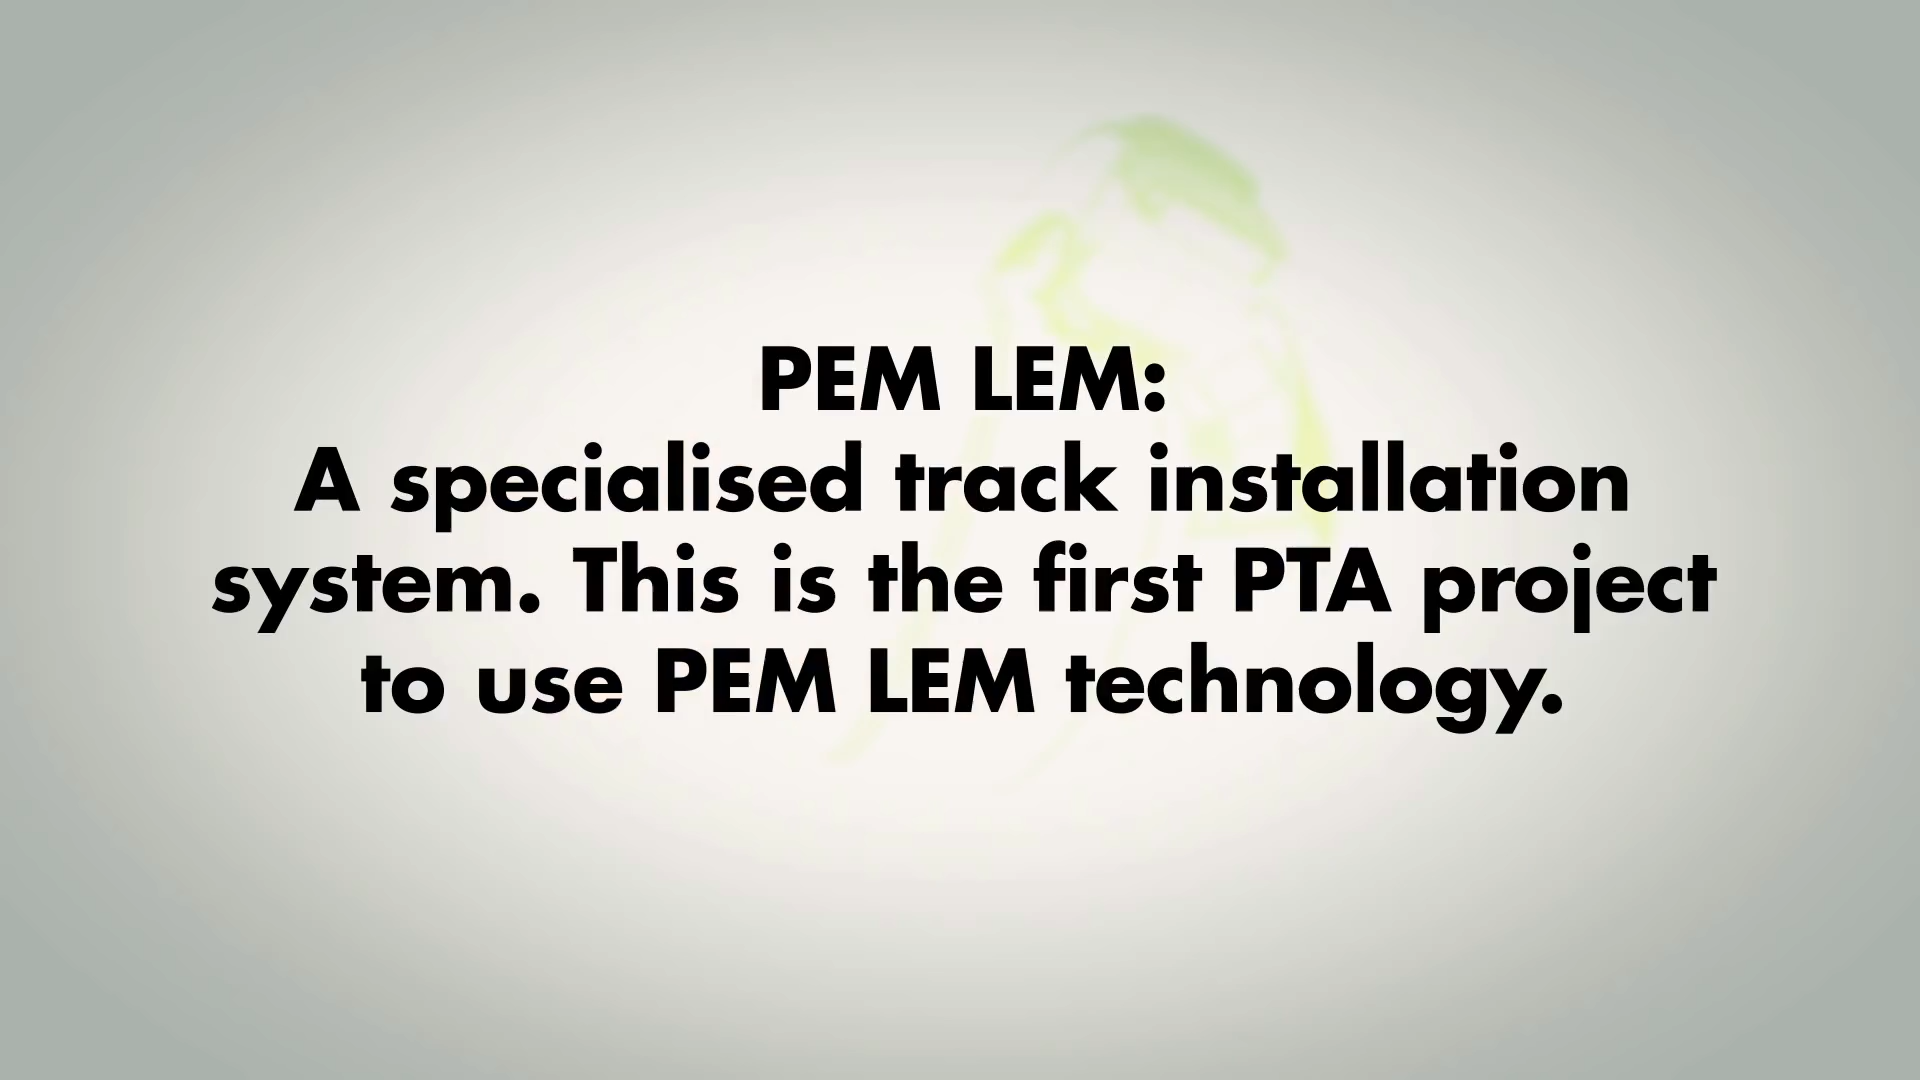 PEM LEM:
A specialised track installation
system. This is the first PTA project
to use PEM LEM technology.